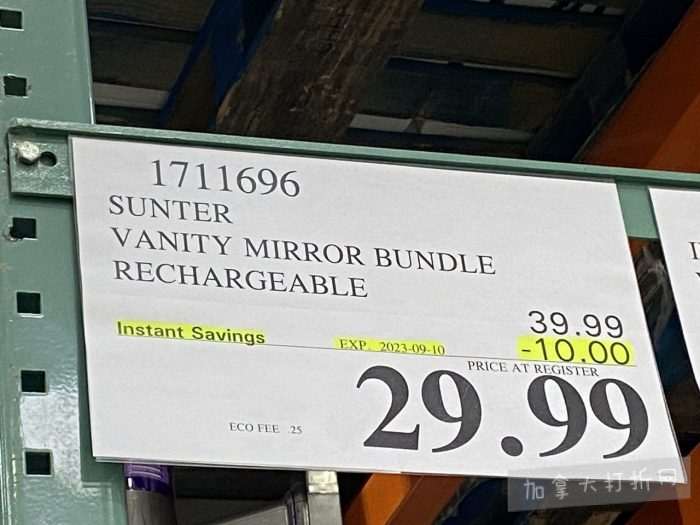 1711696
SUNTER
VANITY MIRROR BUNDLE
RECHARGEABLE
39.99
Instant Savings EXP. 2023-09-10 -10.00
PRICE AT REGISTER
ECO FEE .25 29.99
加拿大打折网